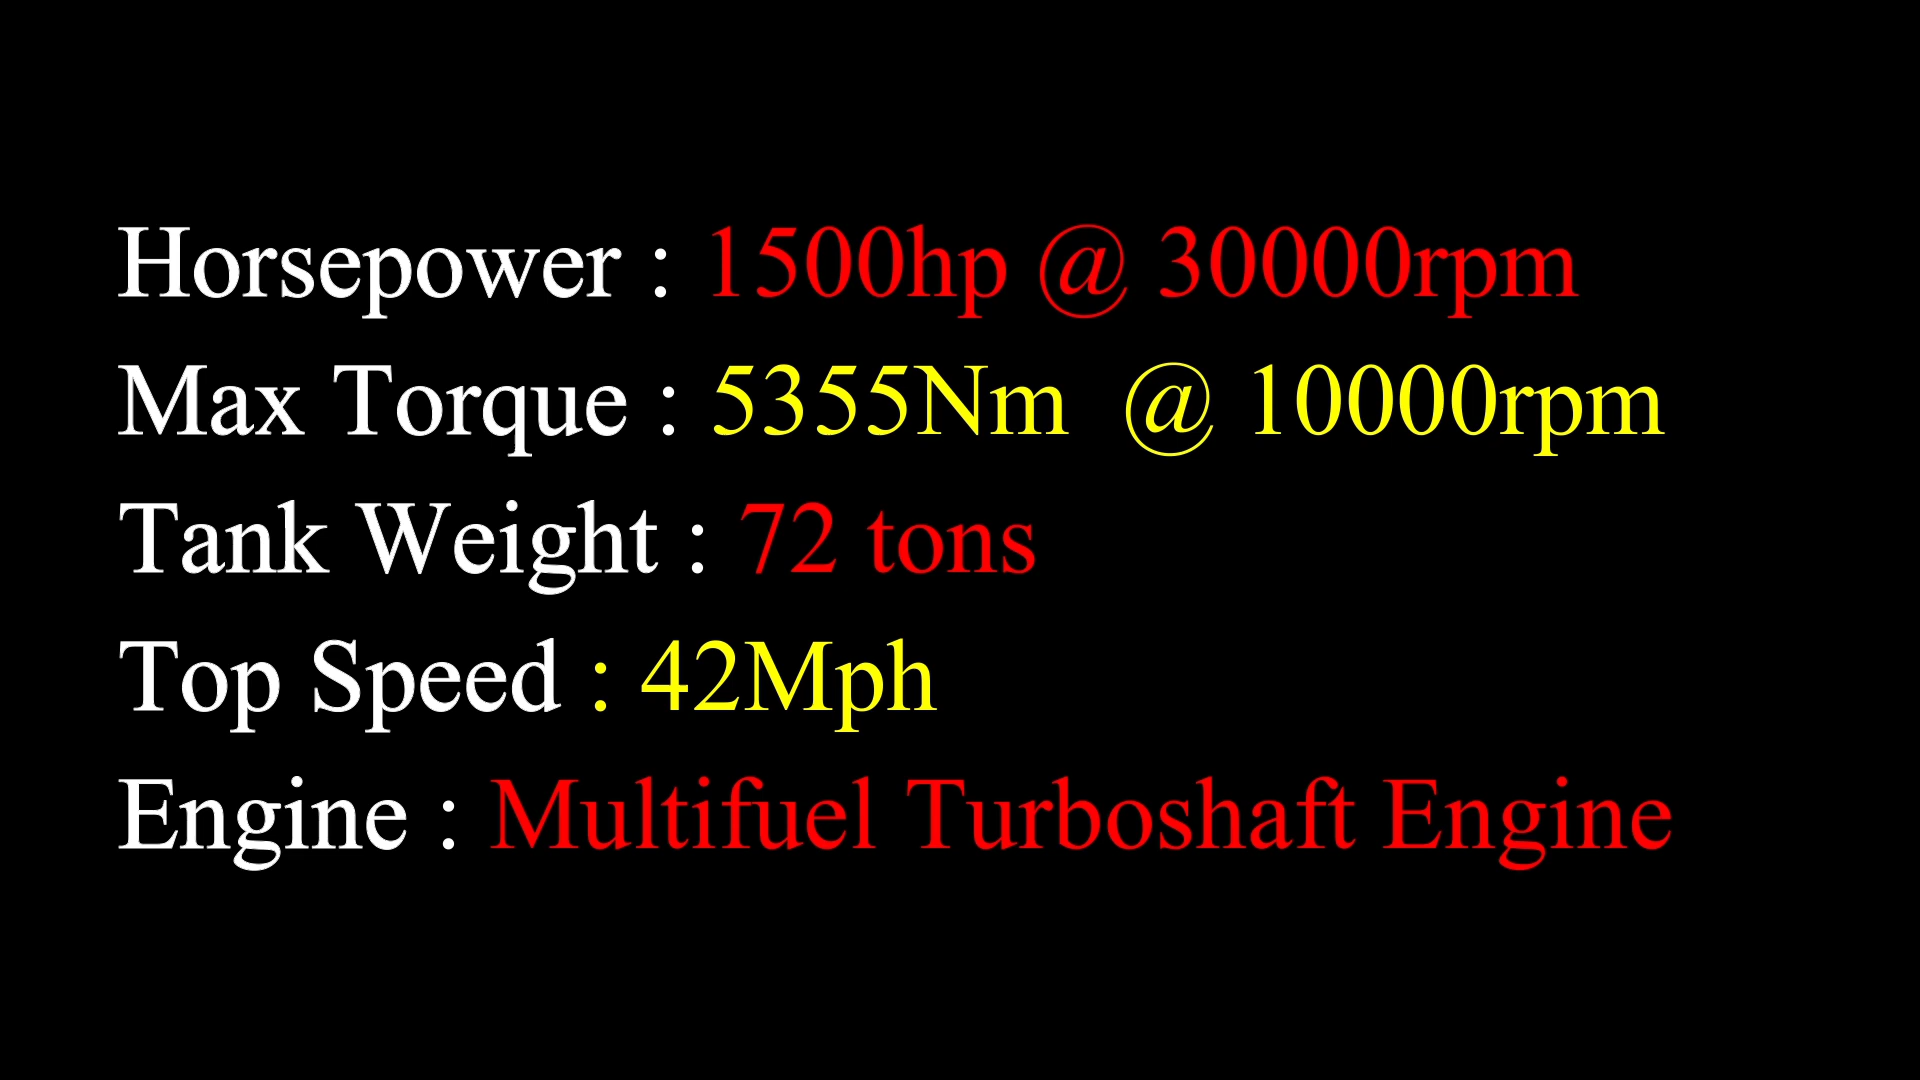 Horsepower : 1500hp @ 30000rpm
Max Torque : 5355Nm @ 10000rpm
Tank Weight : 72 tons
Top Speed : 42Mph
Engine : Multifuel Turboshaft Engine